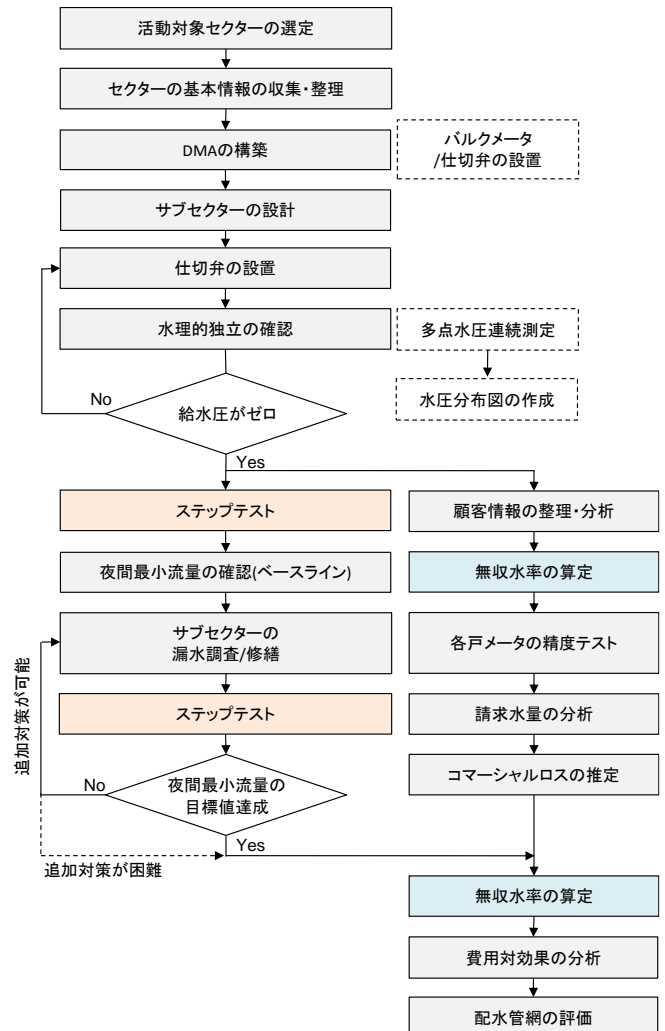 活動対象セクターの選定
セクターの基本情報の収集・整理
DMAの構築
バルクメータ
/仕切弁の設置
サブセクターの設計
仕切弁の設置
水理的独立の確認
多点水圧連続測定
水圧分布図の作成
No
給水圧がゼロ
Yes
ステップテスト
顧客情報の整理・分析
夜間最小流量の確認(ベースライン)
無収水率の算定
サブセクターの
漏水調査/修繕
各戸メータの精度テスト
追加対策が可能
ステップテスト
請求水量の分析
No
夜間最小流量の
目標値達成
コマーシャルロスの推定
Yes
追加対策が困難
無収水率の算定
費用対効果の分析
配水管網の評価